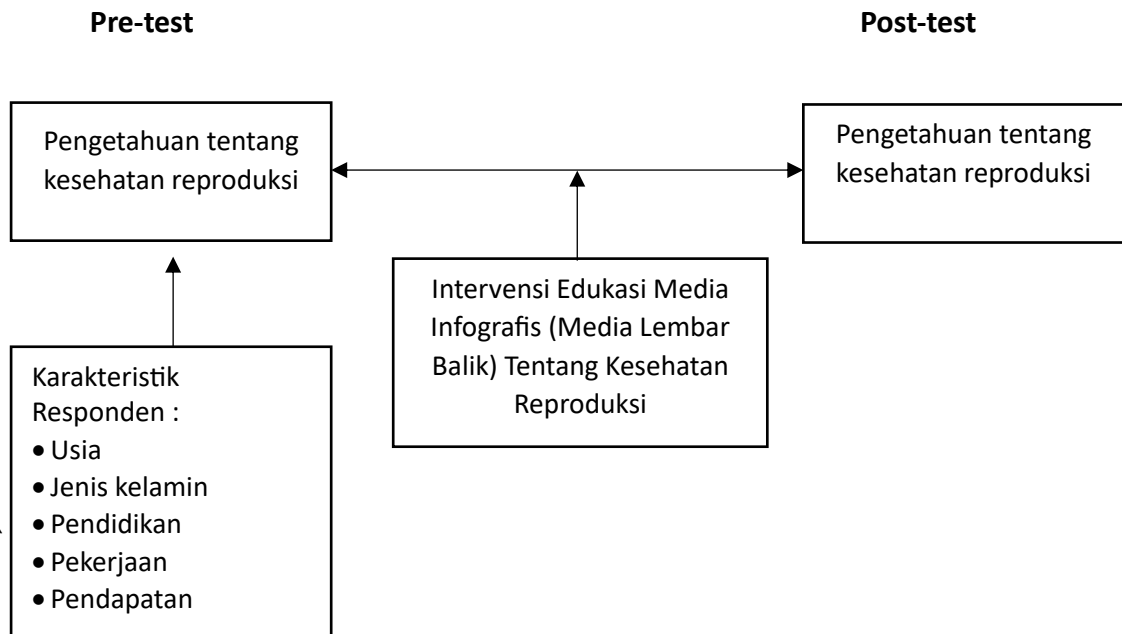 Pre-test
Post-test
Pengetahuan tentang
kesehatan reproduksi
Pengetahuan tentang
kesehatan reproduksi
Intervensi Edukasi Media
Infografis (Media Lembar
Balik) Tentang Kesehatan
Reproduksi
Karakteristik
Responden :
• Usia
• Jenis kelamin
• Pendidikan
• Pekerjaan
• Pendapatan